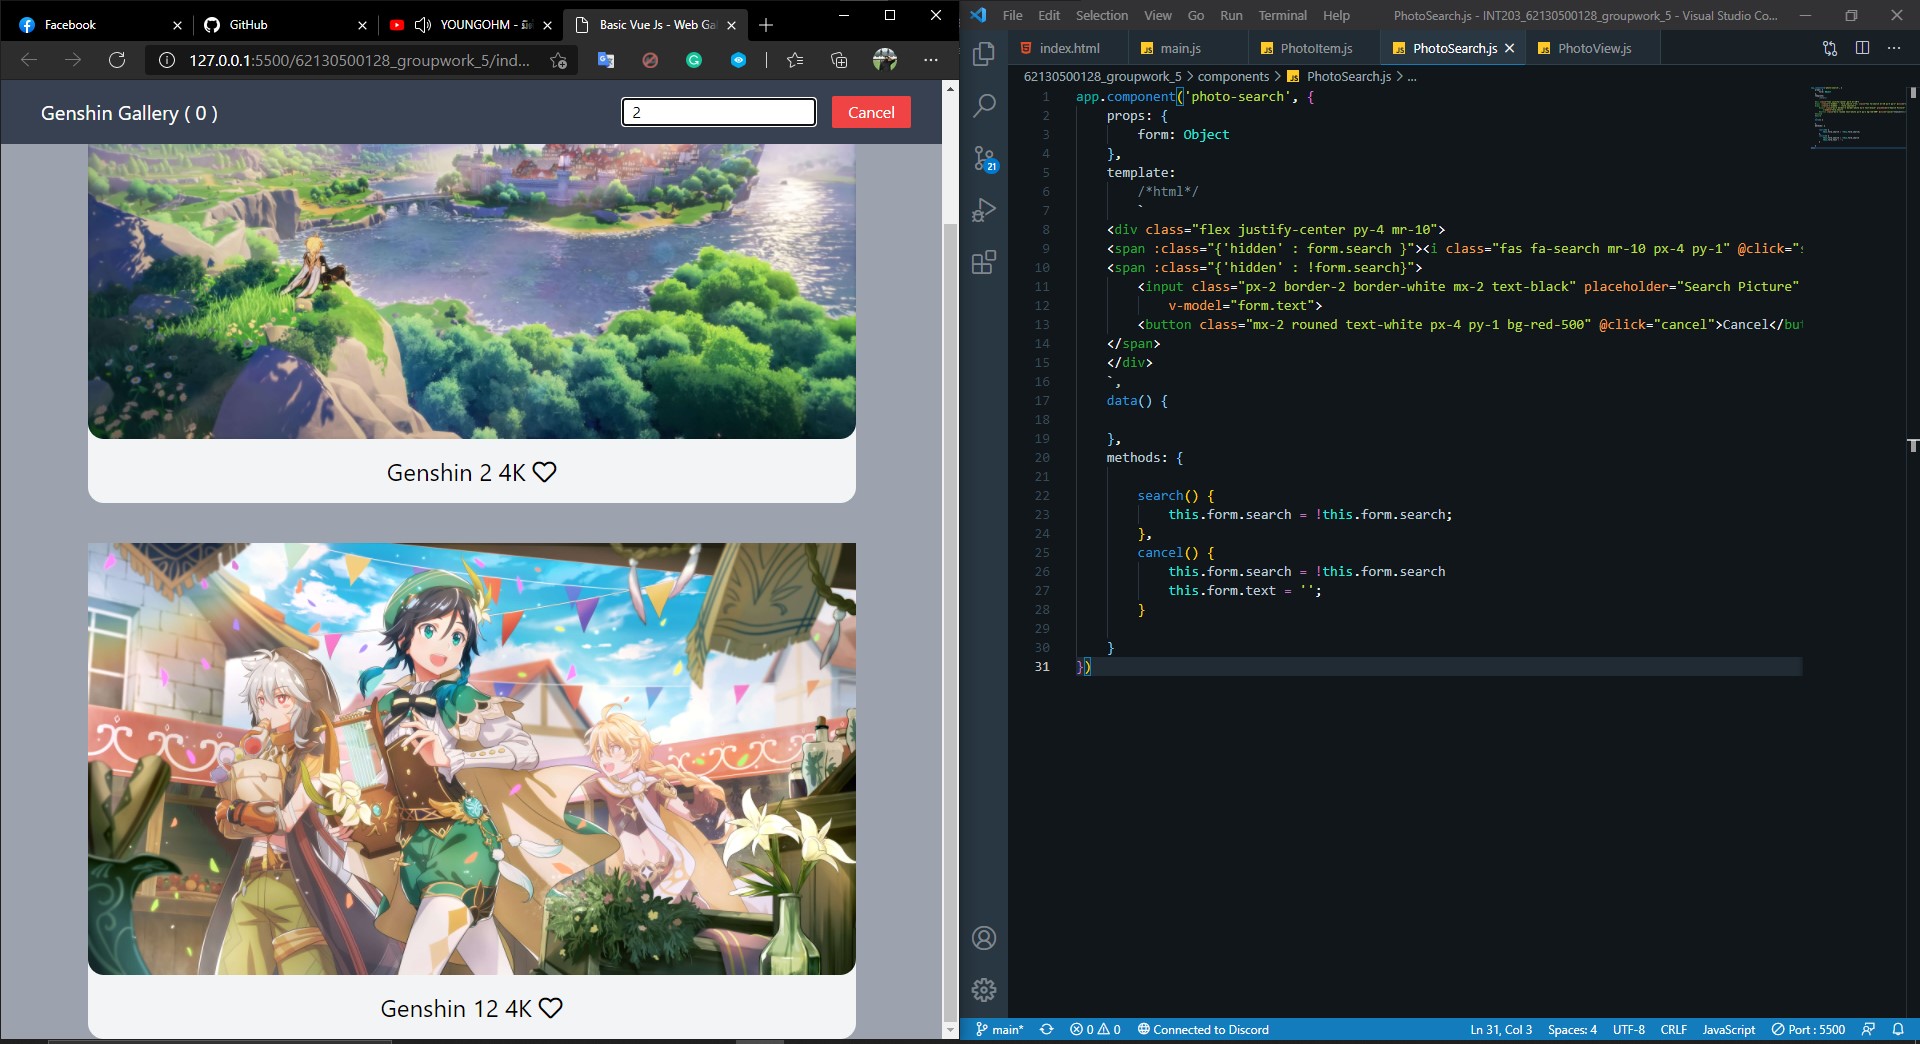 Facebook
GitHub
YOUNGOHM -
Basic Vue Js - Web Ga
127.0.0.1:5500/62130500128_groupwork_5/ind...
Genshin Gallery ( 0 )
2
Cancel
Genshin 2 4K
Genshin 12 4K
File Edit Selection View Go Run Terminal Help
PhotoSearch.js - INT203_62130500128_groupwork_5 - Visual Studio Co...
index.html
JS main.js
JS PhotoItem.js
JS PhotoSearch.js
JS PhotoView.js
62130500128_groupwork_5 > components > JS PhotoSearch.js > ...
21
1 app.component('photo-search', {
2 props: {
3 form: Object
4 },
5 template:
6 /*html*/
7 `
8 <div class="flex justify-center py-4 mr-10">
9 <span :class="{'hidden' : form.search }"><i class="fas fa-search mr-10 px-4 py-1" @click="s
10 <span :class="{'hidden' : !form.search}">
11 <input class="px-2 border-2 border-white mx-2 text-black" placeholder="Search Picture"
12 v-model="form.text">
13 <button class="mx-2 rouned text-white px-4 py-1 bg-red-500" @click="cancel">Cancel</but
14 </span>
15 </div>
16 `,
17 data() {
18
19 },
20 methods: {
21
22 search() {
23 this.form.search = !this.form.search;
24 },
25 cancel() {
26 this.form.search = !this.form.search
27 this.form.text = '';
28 }
29
30 }
31 })
main*
0 0
Connected to Discord
Ln 31, Col 3
Spaces: 4
UTF-8
CRLF
JavaScript
Port : 5500